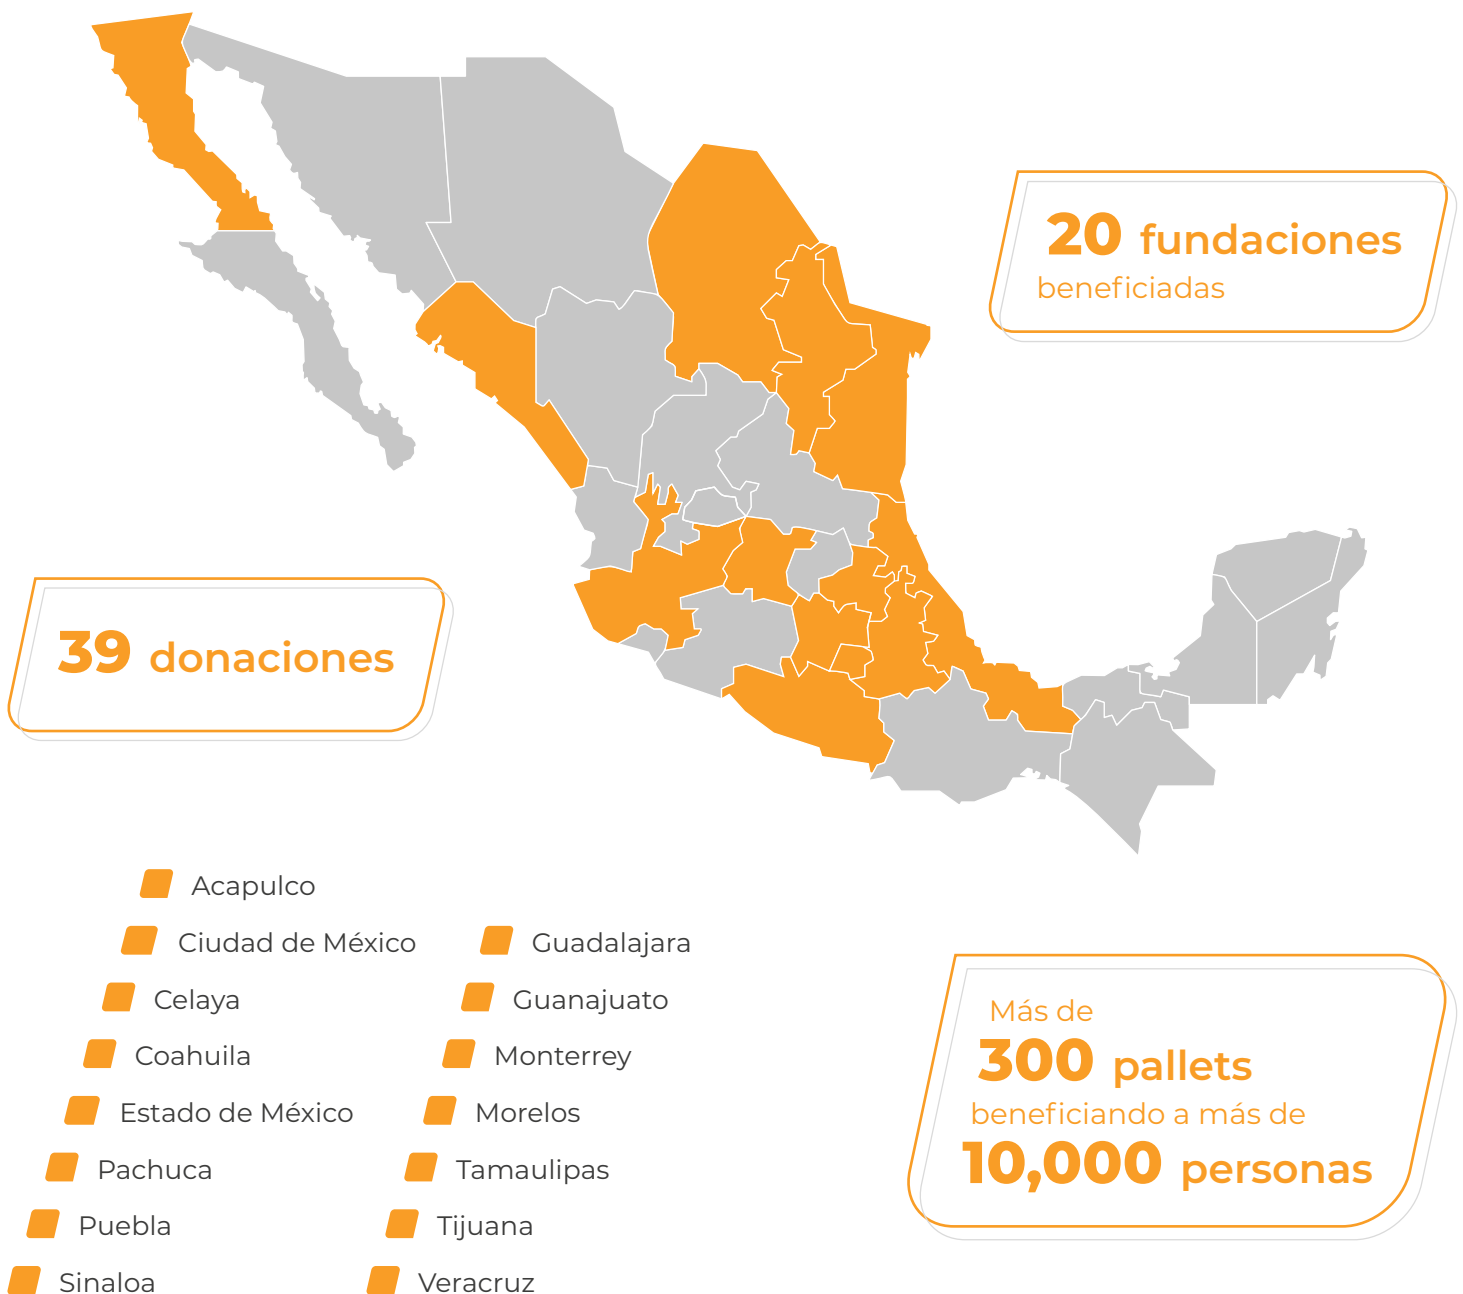 20 fundaciones
beneficiadas
39 donaciones
Acapulco
Ciudad de México
Celaya
Coahuila
Estado de México
Pachuca
Puebla
Sinaloa
Guadalajara
Guanajuato
Monterrey
Morelos
Tamaulipas
Tijuana
Veracruz
Más de
300 pallets
beneficiando a más de
10,000 personas